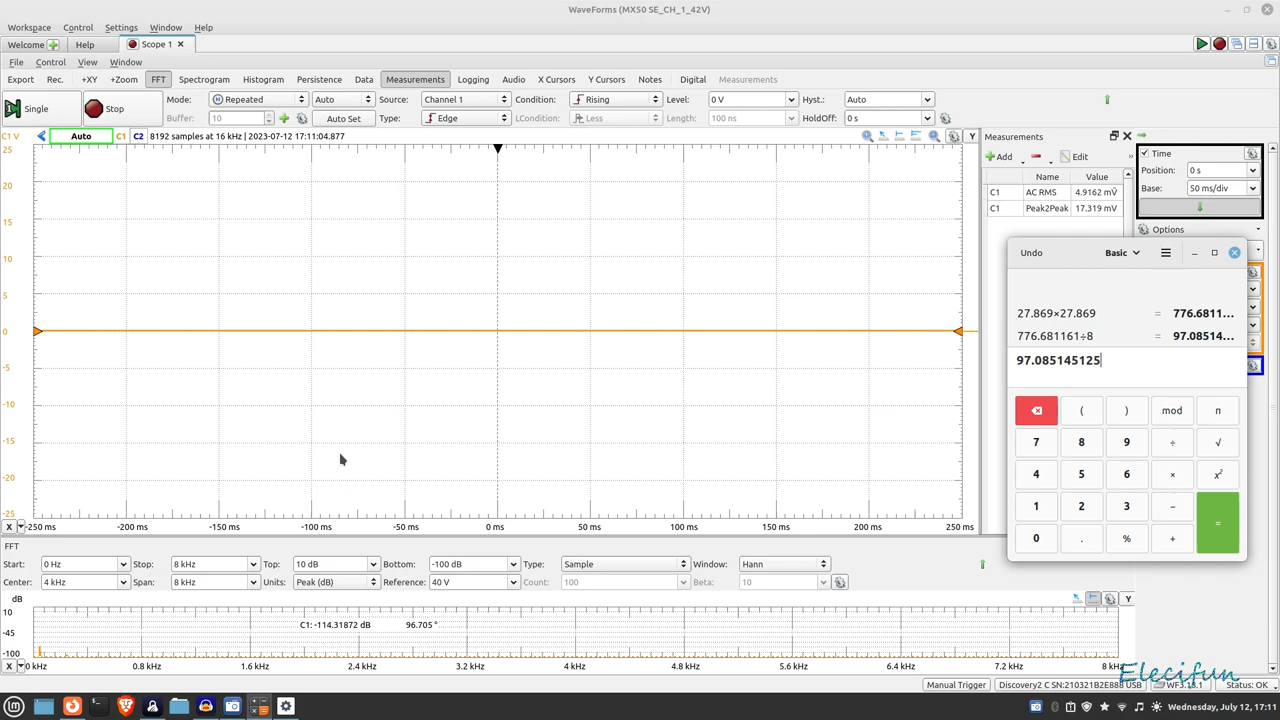 WaveForms (MX50 SE_CH_1_42V)
Workspace Control Settings Window Help
Welcome Help Scope 1
File Control View Window
Export Rec. +XY +Zoom FFT Spectrogram Histogram Persistence Data Measurements Logging Audio X Cursors Y Cursors Notes Digital Measurements
Single Stop Mode: Repeated Auto Source: Channel 1 Condition: Rising Level: 0 V Hyst.: Auto
Buffer: 10 Auto Set Type: Edge LCondition: Less Length: 100 ns HoldOff: 0 s
C1 V Auto C1 C2 8192 samples at 16 kHz | 2023-07-12 17:11:04.877 Y
Measurements
Add Edit »
Name Value
C1 AC RMS 4.9162 mV
C1 Peak2Peak 17.319 mV
Time
Position: 0 s
Base: 50 ms/div
Options
25
20
15
10
5
0
-5
-10
-15
-20
-25
X -250 ms -200 ms -150 ms -100 ms -50 ms 0 ms 50 ms 100 ms 150 ms 200 ms 250 ms
Undo Basic
27.869×27.869 = 776.6811...
776.681161÷8 = 97.08514...
97.085145125
( ) mod π
7 8 9 ÷ √
4 5 6 × x²
1 2 3 − =
0 . % +
FFT
Start: 0 Hz Stop: 8 kHz Top: 10 dB Bottom: -100 dB Type: Sample Window: Hann
Center: 4 kHz Span: 8 kHz Units: Peak (dB) Reference: 40 V Count: 100 Beta: 10
dB Y
10
-45
-100
C1: -114.31872 dB 96.705 °
X 0 kHz 0.8 kHz 1.6 kHz 2.4 kHz 3.2 kHz 4 kHz 4.8 kHz 5.6 kHz 6.4 kHz 7.2 kHz 8 kHz
Elecifun
Manual Trigger Discovery2 C SN:210321B2E888 USB WF3.18.1 Status: OK
Wednesday, July 12, 17:11